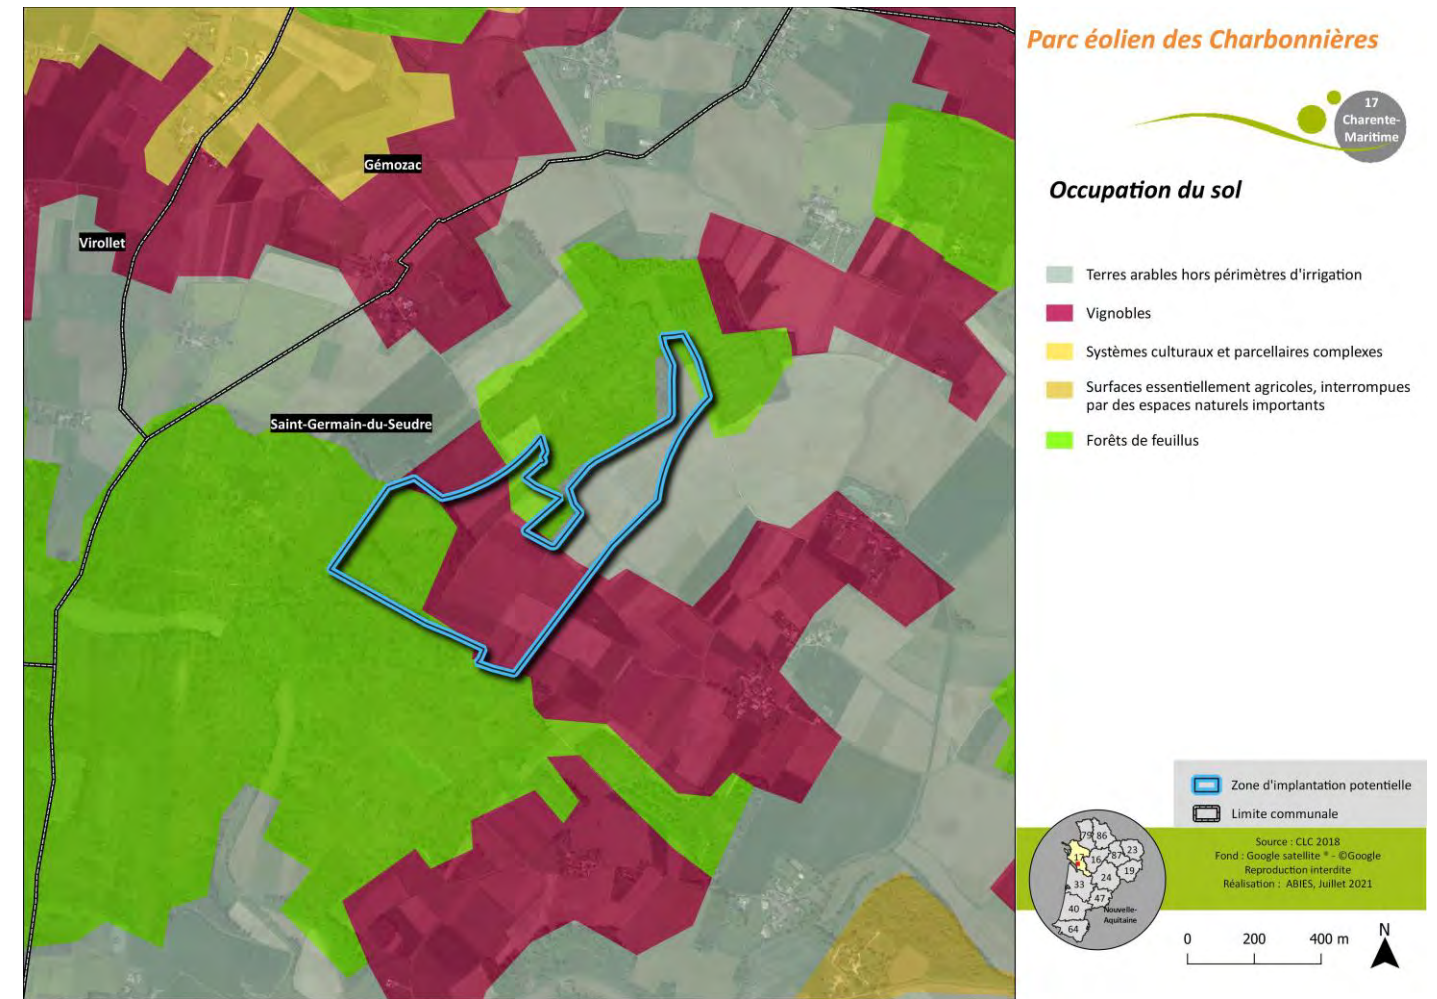 Parc éolien des Charbonnières
17
Charente-
Maritime
Occupation du sol
Terres arables hors périmètres d'irrigation
Vignobles
Systèmes culturaux et parcellaires complexes
Surfaces essentiellement agricoles, interrompues
par des espaces naturels importants
Forêts de feuillus
Gémozac
Virollet
Saint-Germain-du-Seudre
Zone d'implantation potentielle
Limite communale
Source : CLC 2018
Fond : Google satellite ® - ©Google
Reproduction interdite
Réalisation : ABIES, Juillet 2021
79 86
17 16 87 23
19
24
33
47
40
64
Nouvelle-
Aquitaine
0 200 400 m
N